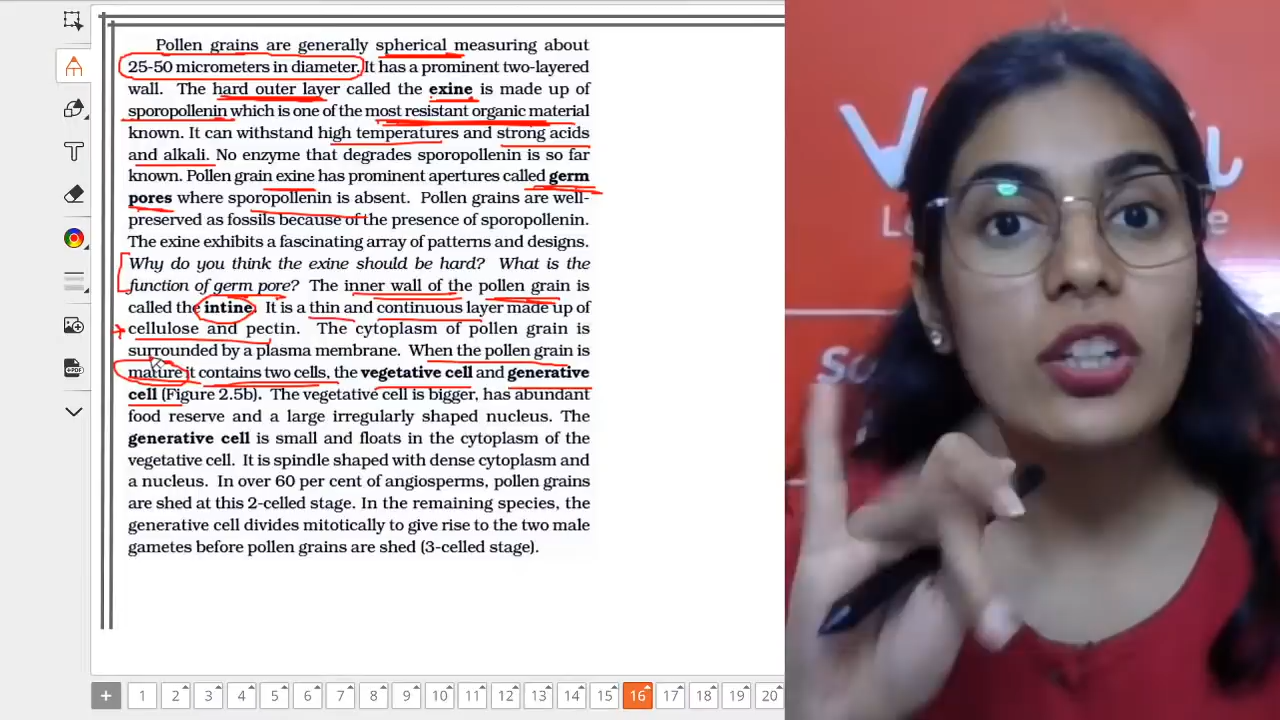 Pollen grains are generally spherical measuring about
25-50 micrometers in diameter. It has a prominent two-layered
wall. The hard outer layer called the exine is made up of
sporopollenin which is one of the most resistant organic material
known. It can withstand high temperatures and strong acids
and alkali. No enzyme that degrades sporopollenin is so far
known. Pollen grain exine has prominent apertures called germ
pores where sporopollenin is absent. Pollen grains are well-
preserved as fossils because of the presence of sporopollenin.
The exine exhibits a fascinating array of patterns and designs.
Why do you think the exine should be hard? What is the
function of germ pore? The inner wall of the pollen grain is
called the intine. It is a thin and continuous layer made up of
cellulose and pectin. The cytoplasm of pollen grain is
surrounded by a plasma membrane. When the pollen grain is
mature it contains two cells, the vegetative cell and generative
cell (Figure 2.5b). The vegetative cell is bigger, has abundant
food reserve and a large irregularly shaped nucleus. The
generative cell is small and floats in the cytoplasm of the
vegetative cell. It is spindle shaped with dense cytoplasm and
a nucleus. In over 60 per cent of angiosperms, pollen grains
are shed at this 2-celled stage. In the remaining species, the
generative cell divides mitotically to give rise to the two male
gametes before pollen grains are shed (3-celled stage).
T
+PDF
+ 1 2 3 4 5 6 7 8 9 10 11 12 13 14 15 16 17 18 19 20